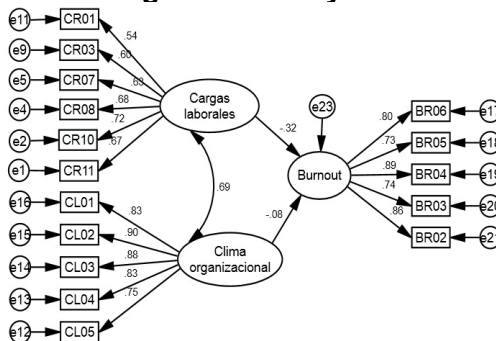 e11 CR01
e9 CR03
e5 CR07
e4 CR08
e2 CR10
e1 CR11
e16 CL01
e15 CL02
e14 CL03
e13 CL04
e12 CL05
.54
.60
.63
.68
.72
.67
.83
.90
.88
.83
.75
Cargas
laborales
.69
Clima
organizacional
-.32
-.08
e23
Burnout
.80
.73
.89
.74
.86
BR06 e17
BR05 e18
BR04 e19
BR03 e20
BR02